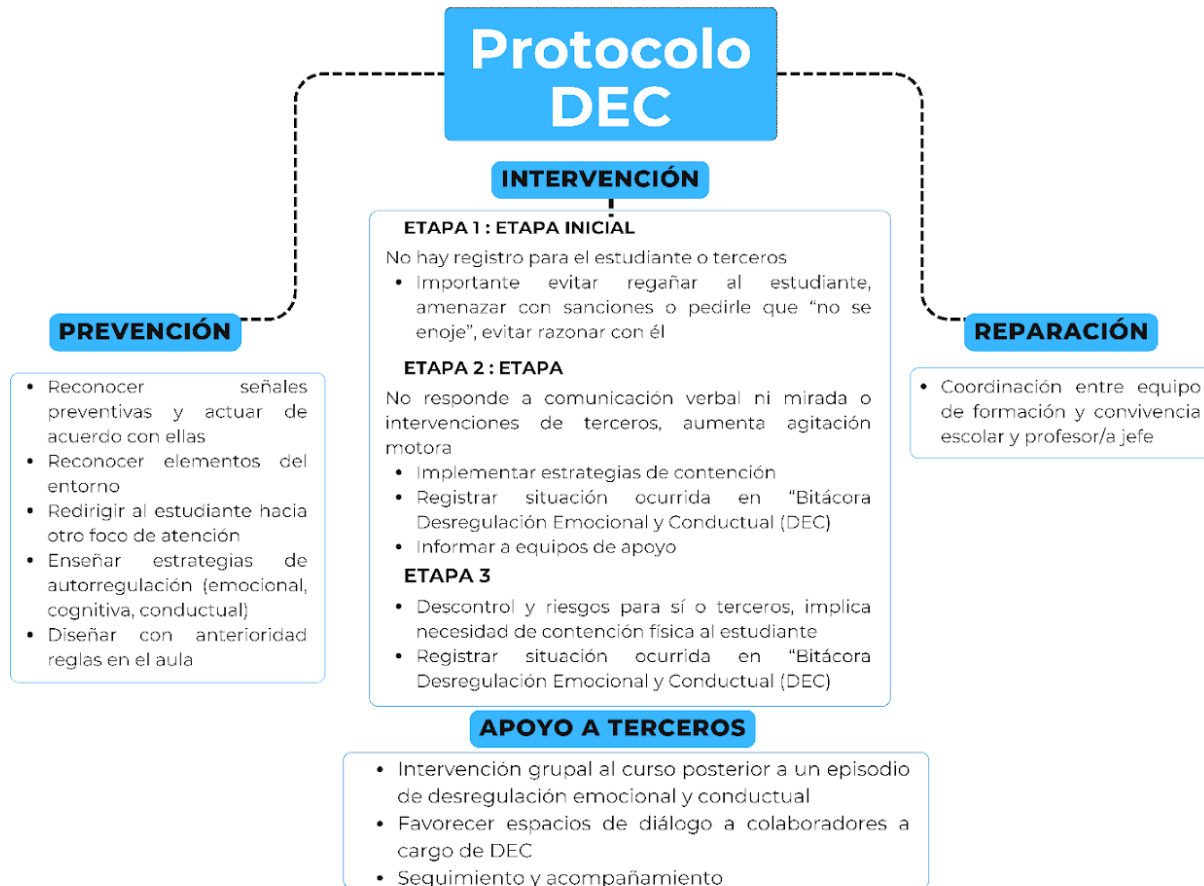 Protocolo
DEC
INTERVENCIÓN
ETAPA 1 : ETAPA INICIAL
No hay registro para el estudiante o terceros
• Importante evitar regañar al estudiante,
amenazar con sanciones o pedirle que “no se
enoje”, evitar razonar con él
ETAPA 2 : ETAPA
No responde a comunicación verbal ni mirada o
intervenciones de terceros, aumenta agitación
motora
• Implementar estrategias de contención
• Registrar situación ocurrida en “Bitácora
Desregulación Emocional y Conductual (DEC)
• Informar a equipos de apoyo
ETAPA 3
• Descontrol y riesgos para sí o terceros, implica
necesidad de contención física al estudiante
• Registrar situación ocurrida en “Bitácora
Desregulación Emocional y Conductual (DEC)
PREVENCIÓN
• Reconocer señales
preventivas y actuar de
acuerdo con ellas
• Reconocer elementos del
entorno
• Redirigir al estudiante hacia
otro foco de atención
• Enseñar estrategias de
autorregulación (emocional,
cognitiva, conductual)
• Diseñar con anterioridad
reglas en el aula
REPARACIÓN
• Coordinación entre equipo
de formación y convivencia
escolar y profesor/a jefe
APOYO A TERCEROS
• Intervención grupal al curso posterior a un episodio
de desregulación emocional y conductual
• Favorecer espacios de diálogo a colaboradores a
cargo de DEC
• Seguimiento y acompañamiento